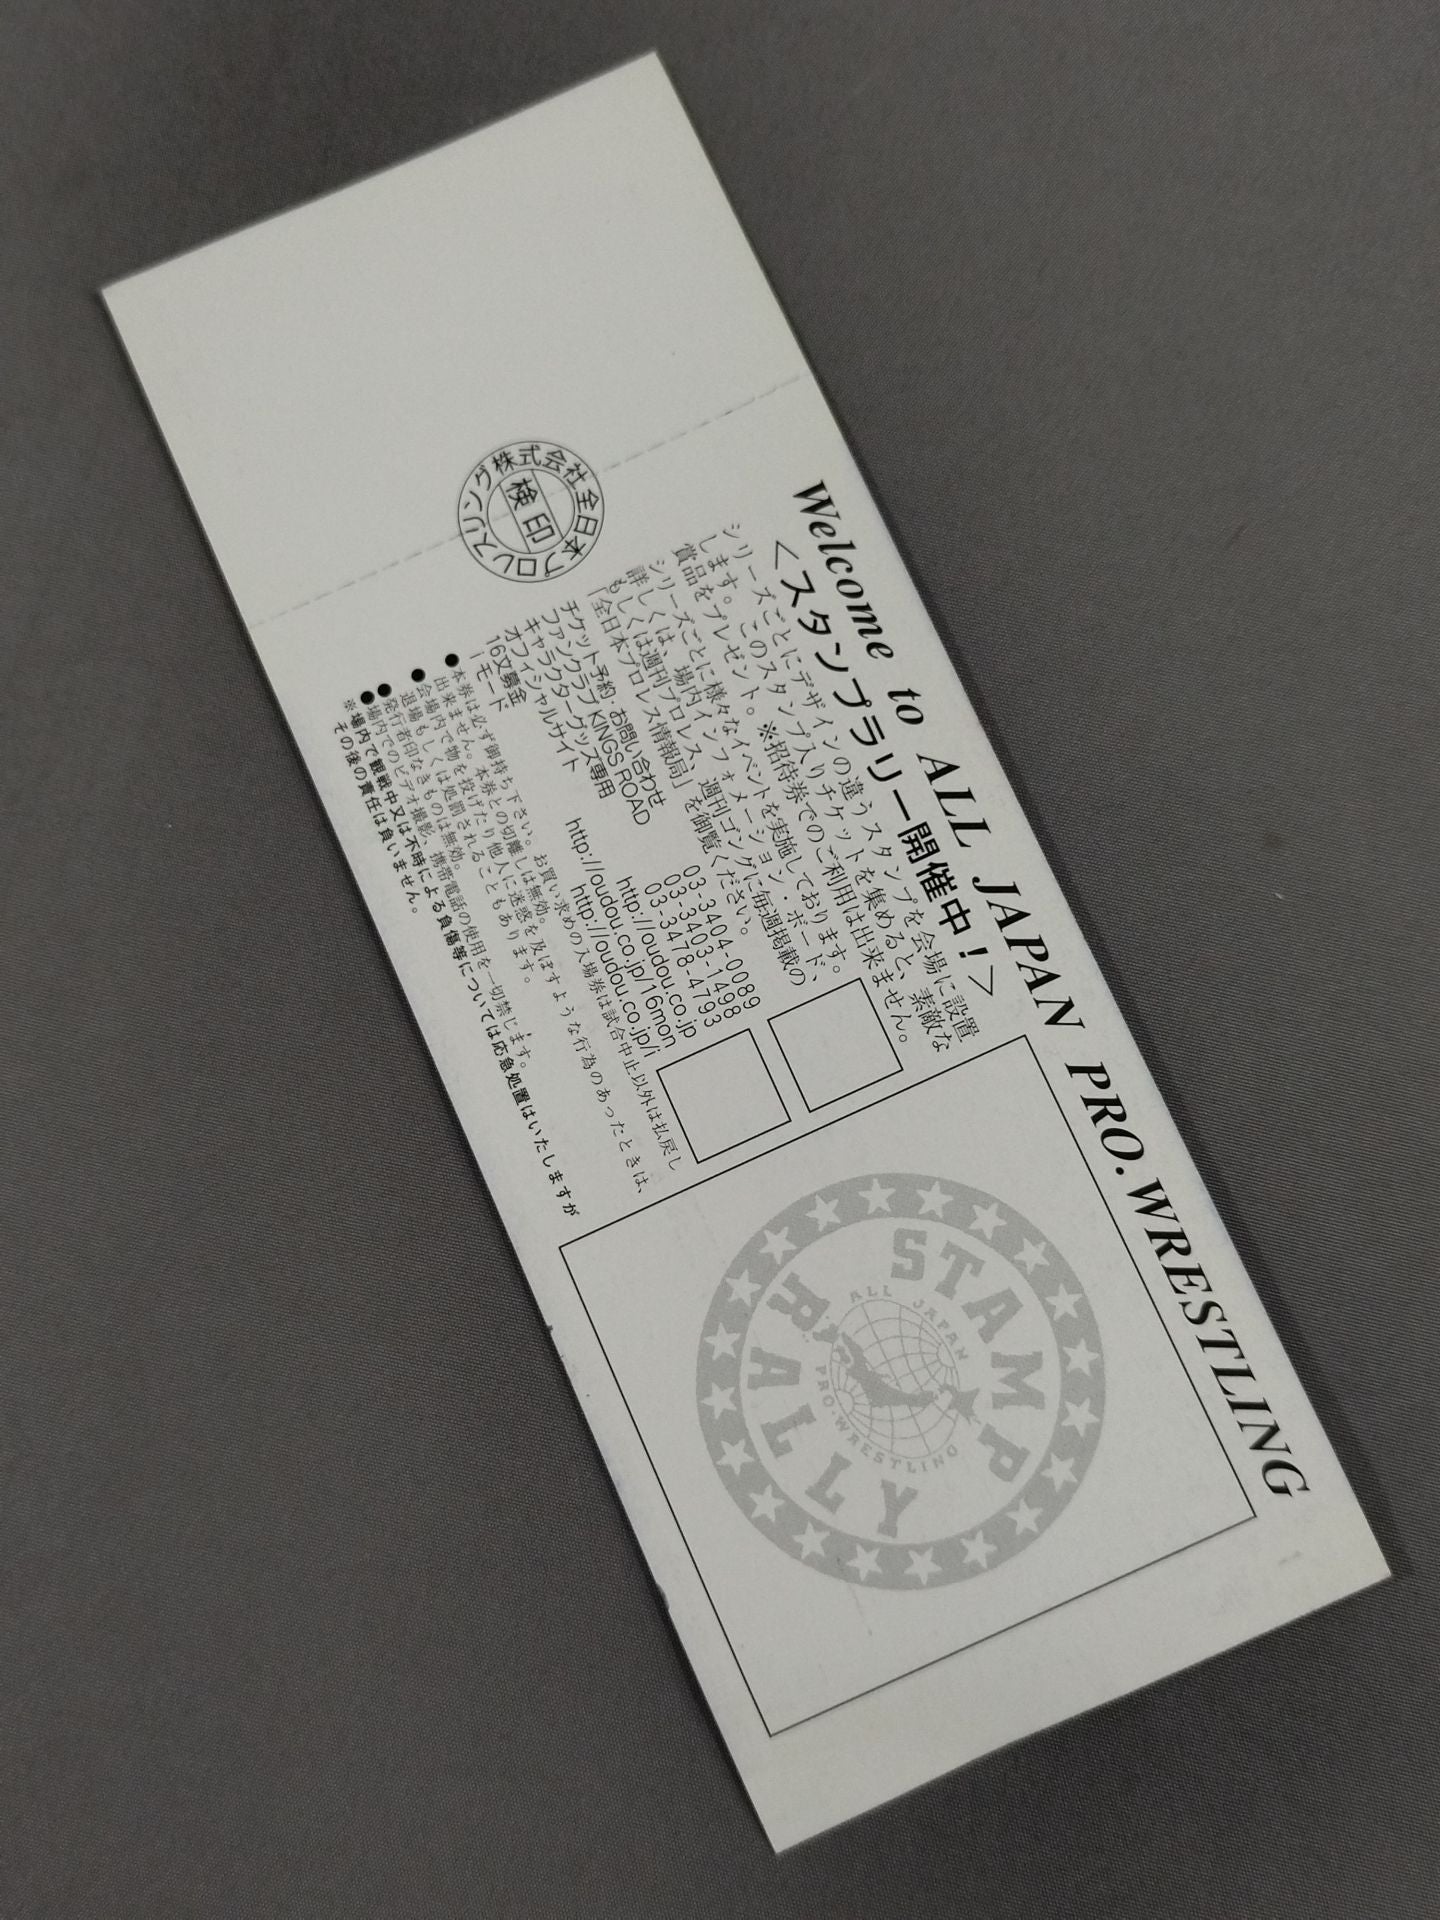 Welcome to ALL JAPAN PRO.WRESTLING
＜スタンプラリー開催中！＞
シリーズごとにデザインの違うスタンプを会場に設置
します。このスタンプ入りチケットを集めると、素敵な
賞品をプレゼント。※招待券でのご利用は出来ません。
シリーズごとに様々なイベントを実施しております。
詳しくは、場内インフォメーション・ボード、
もしくは週刊プロレス、週刊ゴングに毎週掲載の
「全日本プロレス情報局」を御覧ください。
チケット予約・お問い合わせ 03-3404-0089
ファンクラブ KINGS ROAD 03-3403-1498
キャラクターグッズ専用 03-3478-4793
オフィシャルサイト http://oudou.co.jp
16文募金 http://oudou.co.jp/16mon
iモード http://oudou.co.jp/i
●本券は必ず御持ち下さい。お買い求めの入場券は試合中止以外は払戻し
出来ません。本券との切離しは無効。
●会場内で物を投げたり他人に迷惑を及ぼすような行為のあったときは、
退場もしくは処罰されることもあります。
●発行者印なきものは無効。
●場内でのビデオ撮影、携帯電話の使用を一切禁じます。
※場内で観戦中又は不時による負傷等については応急処置はいたしますが
その後の責任は負いません。
株式会社全日本プロレスリング
検印
STAMP RALLY
ALL JAPAN PRO.WRESTLING